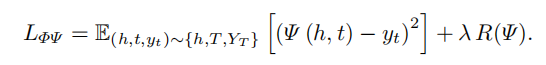 L_{ΦΨ} = 𝔼_{(h,t,y_t)∼{h,T,Y_T}} [(Ψ (h, t) − y_t)^2] + λ R(Ψ).